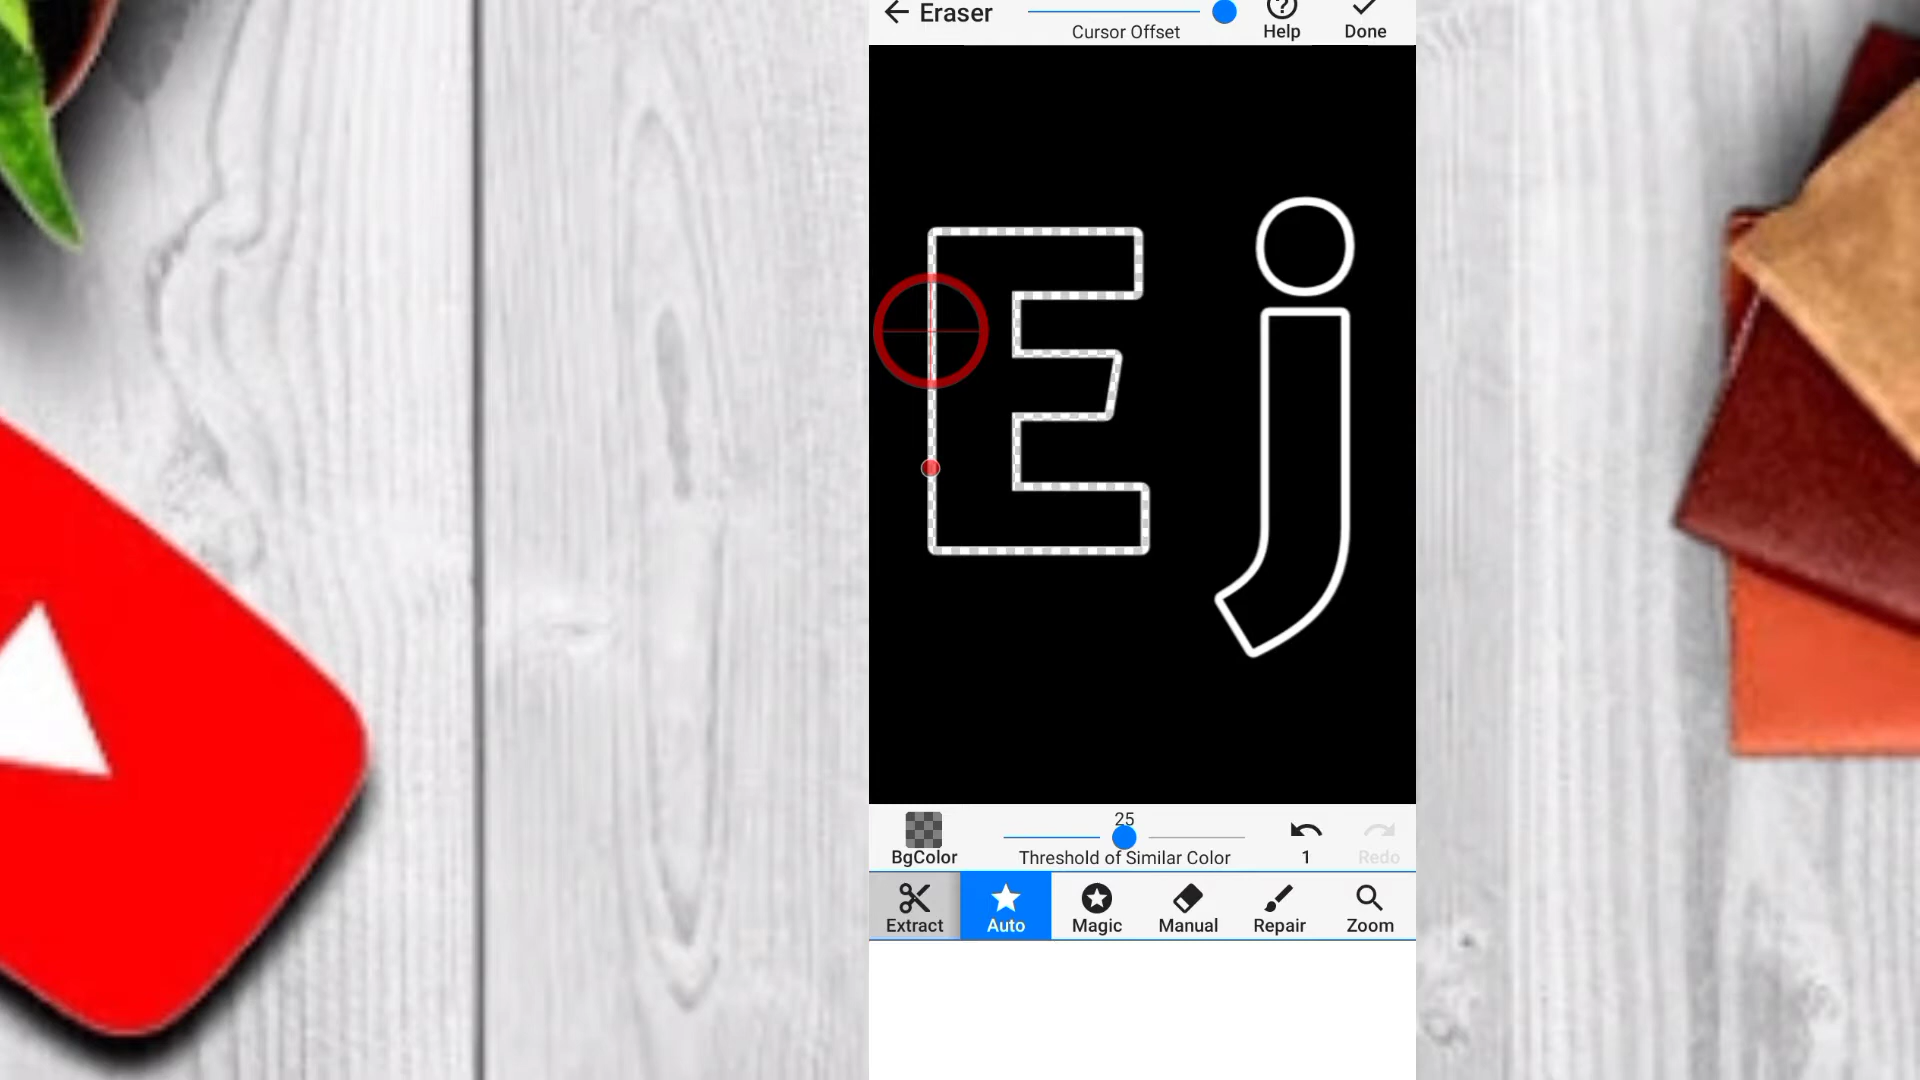 Eraser
Cursor Offset
Help
Done
Ej
25
BgColor
Threshold of Similar Color
1
Redo
Extract
Auto
Magic
Manual
Repair
Zoom